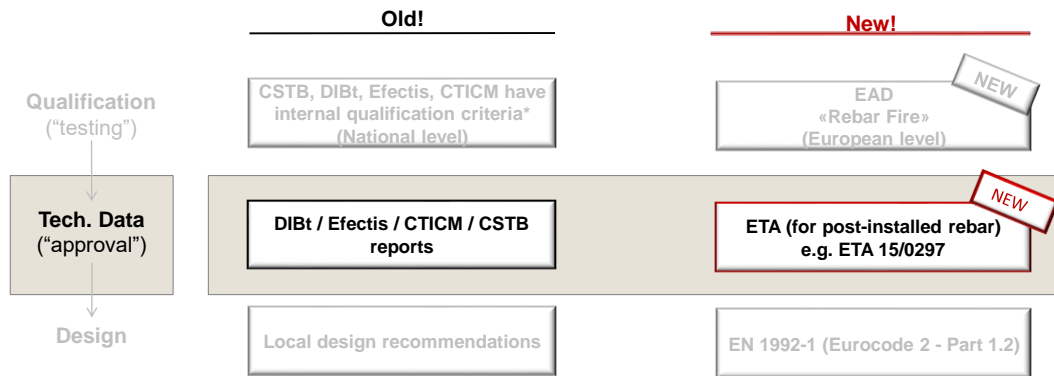 Old!
New!
Qualification
(“testing”)
CSTB, DIBt, Efectis, CTICM have
internal qualification criteria*
(National level)
NEW
EAD
«Rebar Fire»
(European level)
Tech. Data
(“approval”)
DIBt / Efectis / CTICM / CSTB
reports
NEW
ETA (for post-installed rebar)
e.g. ETA 15/0297
Design
Local design recommendations
EN 1992-1 (Eurocode 2 - Part 1.2)